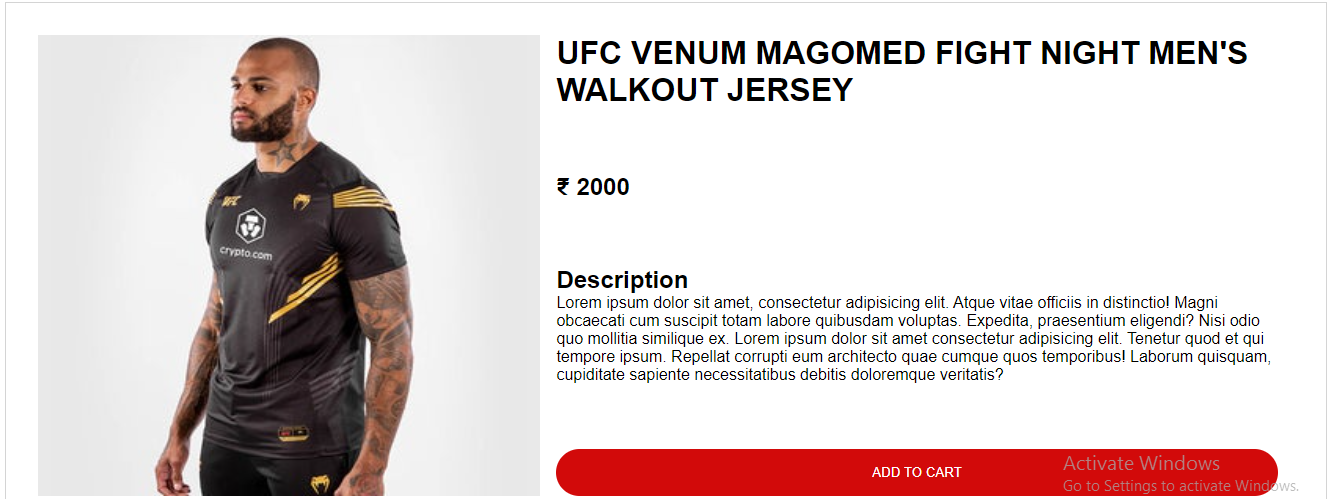 UFC VENUM MAGOMED FIGHT NIGHT MEN'S
WALKOUT JERSEY
₹ 2000
Description
Lorem ipsum dolor sit amet, consectetur adipisicing elit. Atque vitae officiis in distinctio! Magni
obcaecati cum suscipit totam labore quibusdam voluptas. Expedita, praesentium eligendi? Nisi odio
quo mollitia similique ex. Lorem ipsum dolor sit amet consectetur adipisicing elit. Tenetur quod et qui
tempore ipsum. Repellat corrupti eum architecto quae cumque quos temporibus! Laborum quisquam,
cupiditate sapiente necessitatibus debitis doloremque veritatis?
ADD TO CART
Activate Windows
Go to Settings to activate Windows.
UFC
crypto.com